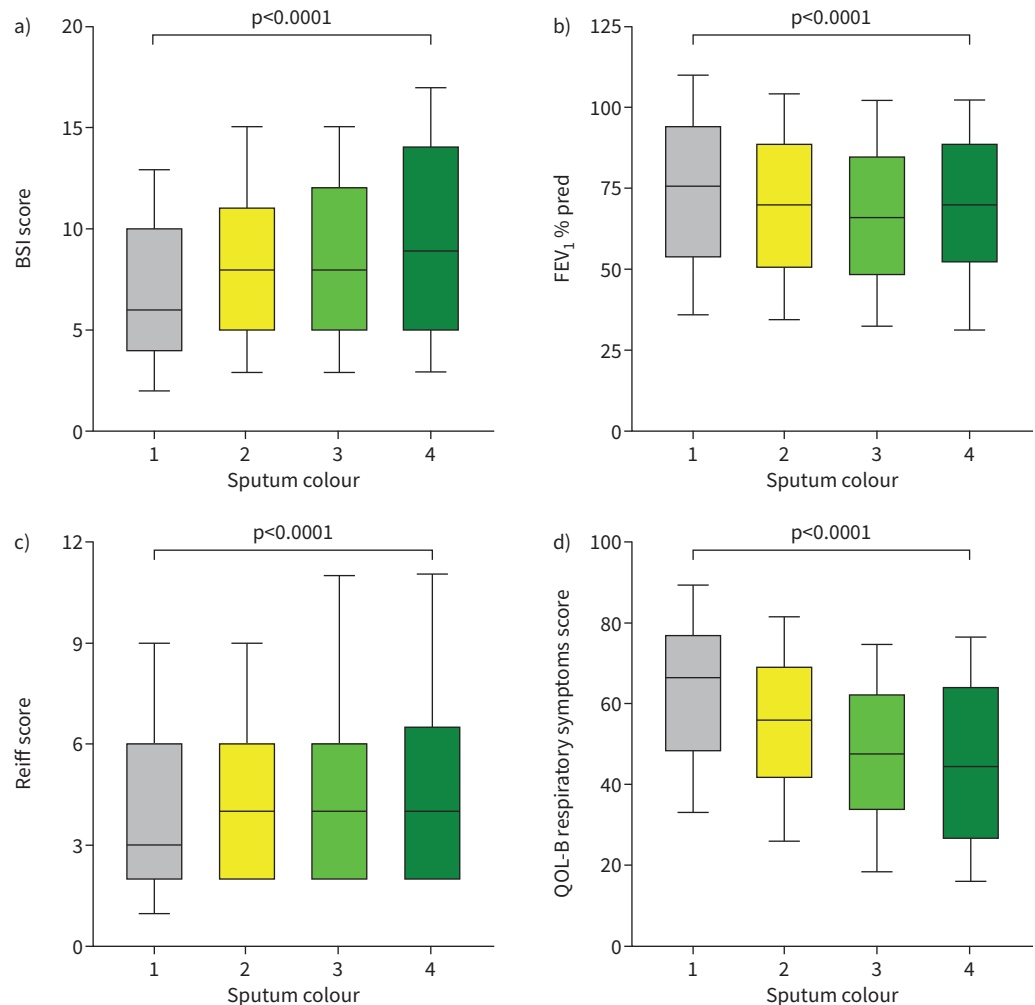 a)
p<0.0001
20
15
10
5
0
BSI score
1 2 3 4
Sputum colour
b)
p<0.0001
125
100
75
50
25
0
FEV1 % pred
1 2 3 4
Sputum colour
c)
p<0.0001
12
9
6
3
0
Reiff score
1 2 3 4
Sputum colour
d)
p<0.0001
100
80
60
40
20
0
QOL-B respiratory symptoms score
1 2 3 4
Sputum colour